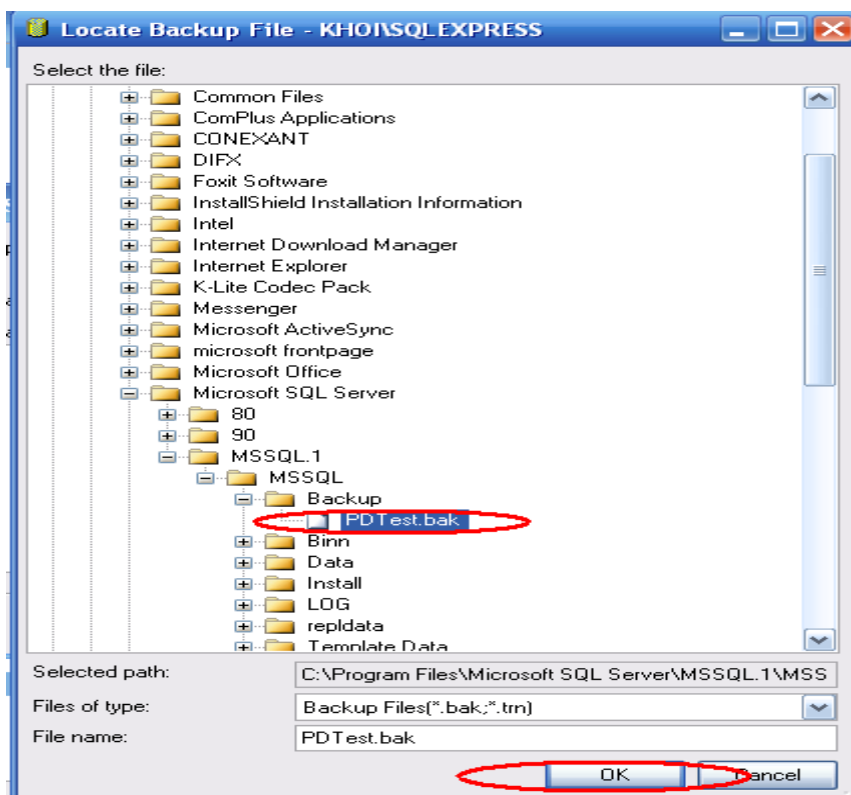 Locate Backup File - KHOI\SQLEXPRESS
Select the file:
Common Files
ComPlus Applications
CONEXANT
DIFX
Foxit Software
InstallShield Installation Information
Intel
Internet Download Manager
Internet Explorer
K-Lite Codec Pack
Messenger
Microsoft ActiveSync
microsoft frontpage
Microsoft Office
Microsoft SQL Server
80
90
MSSQL.1
MSSQL
Backup
PDTest.bak
Binn
Data
Install
LOG
repldata
Template Data
Selected path: C:\Program Files\Microsoft SQL Server\MSSQL.1\MSS
Files of type: Backup Files(*.bak;*.trn)
File name: PDTest.bak
OK Cancel